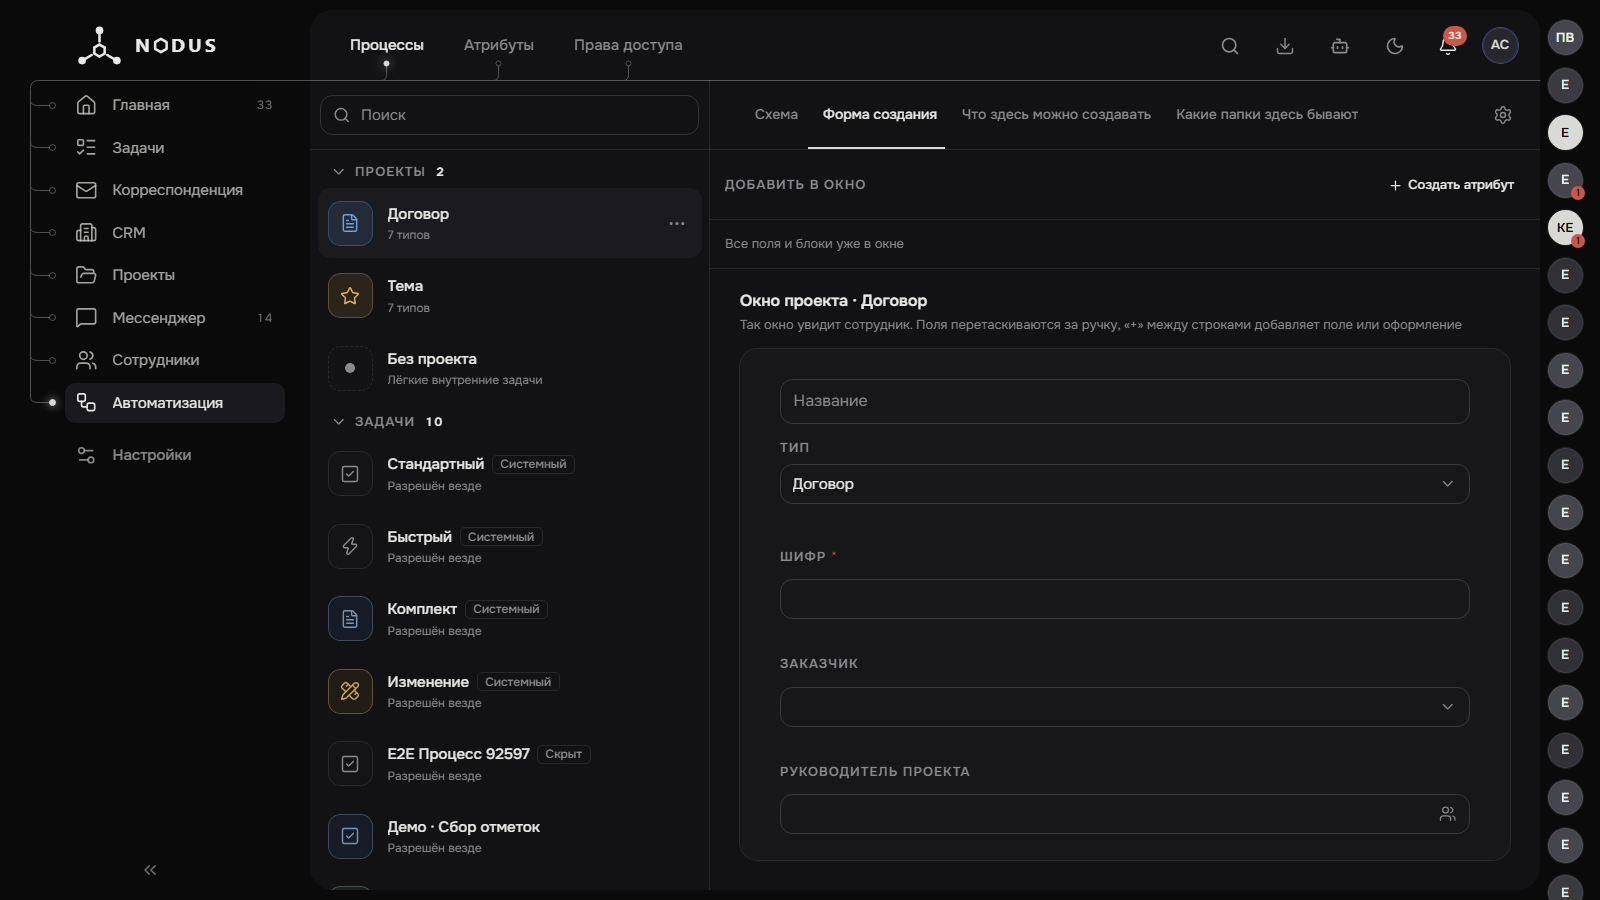 NODUS
Процессы
Атрибуты
Права доступа
33
АС
Главная
33
Задачи
Корреспонденция
CRM
Проекты
Мессенджер
14
Сотрудники
Автоматизация
Настройки
Поиск
ПРОЕКТЫ 2
Договор
7 типов
Тема
7 типов
Без проекта
Лёгкие внутренние задачи
ЗАДАЧИ 10
Стандартный Системный
Разрешён везде
Быстрый Системный
Разрешён везде
Комплект Системный
Разрешён везде
Изменение Системный
Разрешён везде
E2E Процесс 92597 Скрыт
Разрешён везде
Демо · Сбор отметок
Разрешён везде
Схема
Форма создания
Что здесь можно создавать
Какие папки здесь бывают
ДОБАВИТЬ В ОКНО
+ Создать атрибут
Все поля и блоки уже в окне
Окно проекта · Договор
Так окно увидит сотрудник. Поля перетаскиваются за ручку, «+» между строками добавляет поле или оформление
Название
ТИП
Договор
ШИФР *
ЗАКАЗЧИК
РУКОВОДИТЕЛЬ ПРОЕКТА
ПВ
Е
Е
Е
1
КЕ
1
Е
Е
Е
Е
Е
Е
Е
Е
Е
Е
Е
Е
Е
Е